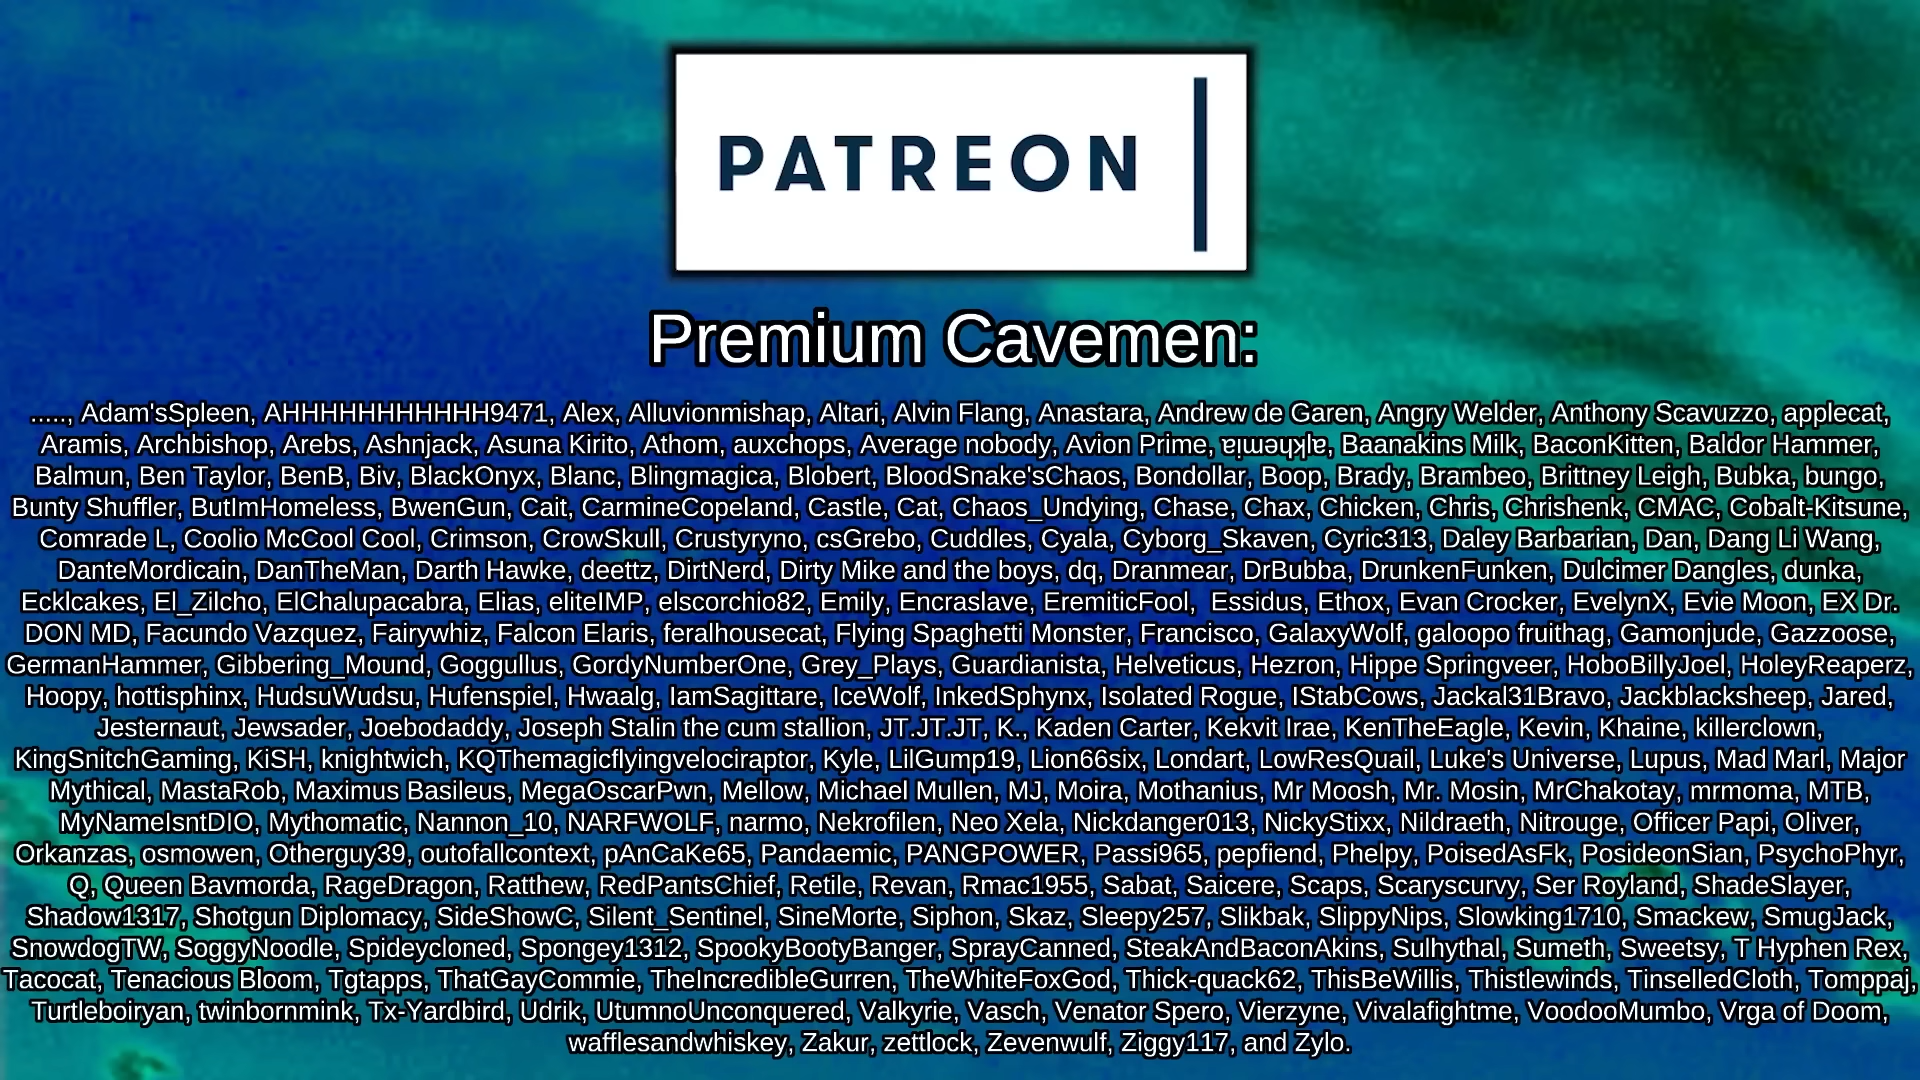 PATREON
Premium Cavemen:
....., Adam'sSpleen, AHHHHHHHHHHH9471, Alex, Alluvionmishap, Altari, Alvin Flang, Anastara, Andrew de Garen, Angry Welder, Anthony Scavuzzo, applecat,
Aramis, Archbishop, Arebs, Ashnjack, Asuna Kirito, Athom, auxchops, Average nobody, Avion Prime, Baanakins Milk, BaconKitten, Baldor Hammer,
Balmun, Ben Taylor, BenB, Biv, BlackOnyx, Blanc, Blingmagica, Blobert, BloodSnake'sChaos, Bondollar, Boop, Brady, Brambeo, Brittney Leigh, Bubka, bungo,
Bunty Shuffler, ButImHomeless, BwenGun, Cait, CarmineCopeland, Castle, Cat, Chaos_Undying, Chase, Chax, Chicken, Chris, Chrishenk, CMAC, Cobalt-Kitsune,
Comrade L, Coolio McCool Cool, Crimson, CrowSkull, Crustyryno, csGrebo, Cuddles, Cyala, Cyborg_Skaven, Cyric313, Daley Barbarian, Dan, Dang Li Wang,
DanteMordicain, DanTheMan, Darth Hawke, deettz, DirtNerd, Dirty Mike and the boys, dq, Dranmear, DrBubba, DrunkenFunken, Dulcimer Dangles, dunka,
Ecklcakes, El_Zilcho, ElChalupacabra, Elias, eliteIMP, elscorchio82, Emily, Encraslave, EremiticFool, Essidus, Ethox, Evan Crocker, EvelynX, Evie Moon, EX Dr.
DON MD, Facundo Vazquez, Fairywhiz, Falcon Elaris, feralhousecat, Flying Spaghetti Monster, Francisco, GalaxyWolf, galoopo fruithag, Gamonjude, Gazzoose,
GermanHammer, Gibbering_Mound, Goggullus, GordyNumberOne, Grey_Plays, Guardianista, Helveticus, Hezron, Hippe Springveer, HoboBillyJoel, HoleyReaperz,
Hoopy, hottisphinx, HudsuWudsu, Hufenspiel, Hwaalg, IamSagittare, IceWolf, InkedSphynx, Isolated Rogue, IStabCows, Jackal31Bravo, Jackblacksheep, Jared,
Jesternaut, Jewsader, Joebodaddy, Joseph Stalin the cum stallion, JT.JT.JT, K., Kaden Carter, Kekvit Irae, KenTheEagle, Kevin, Khaine, killerclown,
KingSnitchGaming, KiSH, knightwich, KQThemagicflyingvelociraptor, Kyle, LilGump19, Lion66six, Londart, LowResQuail, Luke's Universe, Lupus, Mad Marl, Major
Mythical, MastaRob, Maximus Basileus, MegaOscarPwn, Mellow, Michael Mullen, MJ, Moira, Mothanius, Mr Moosh, Mr. Mosin, MrChakotay, mrmoma, MTB,
MyNameIsntDIO, Mythomatic, Nannon_10, NARFWOLF, narmo, Nekrofilen, Neo Xela, Nickdanger013, NickyStixx, Nildraeth, Nitrouge, Officer Papi, Oliver,
Orkanzas, osmowen, Otherguy39, outofallcontext, pAnCaKe65, Pandaemic, PANGPOWER, Passi965, pepfiend, Phelpy, PoisedAsFk, PosideonSian, PsychoPhyr,
Q, Queen Bavmorda, RageDragon, Ratthew, RedPantsChief, Retile, Revan, Rmac1955, Sabat, Saicere, Scaps, Scaryscurvy, Ser Royland, ShadeSlayer,
Shadow1317, Shotgun Diplomacy, SideShowC, Silent_Sentinel, SineMorte, Siphon, Skaz, Sleepy257, Slikbak, SlippyNips, Slowking1710, Smackew, SmugJack,
SnowdogTW, SoggyNoodle, Spideycloned, Spongey1312, SpookyBootyBanger, SprayCanned, SteakAndBaconAkins, Sulhythal, Sumeth, Sweetsy, T Hyphen Rex,
Tacocat, Tenacious Bloom, Tgtapps, ThatGayCommie, TheIncredibleGurren, TheWhiteFoxGod, Thick-quack62, ThisBeWillis, Thistlewinds, TinselledCloth, Tomppaj,
Turtleboiryan, twinbornmink, Tx-Yardbird, Udrik, UtumnoUnconquered, Valkyrie, Vasch, Venator Spero, Vierzyne, Vivalafightme, VoodooMumbo, Vrga of Doom,
wafflesandwhiskey, Zakur, zettlock, Zevenwulf, Ziggy117, and Zylo.